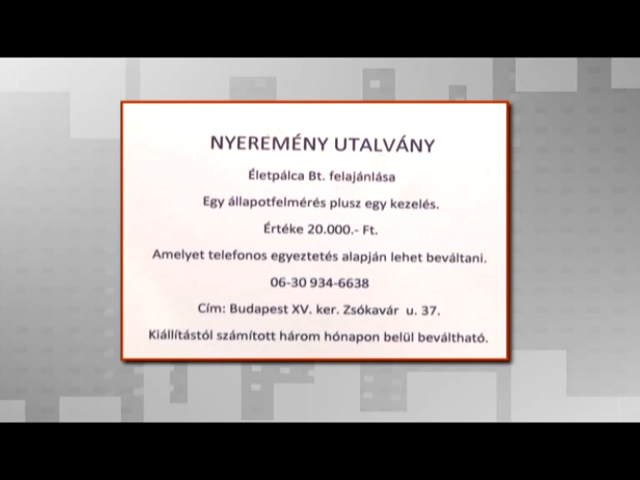 NYEREMÉNY UTALVÁNY
Életpálca Bt. felajánlása
Egy állapotfelmérés plusz egy kezelés.
Értéke 20.000.- Ft.
Amelyet telefonos egyeztetés alapján lehet beváltani.
06-30 934-6638
Cím: Budapest XV. ker. Zsókavár u. 37.
Kiállítástól számított három hónapon belül beváltható.